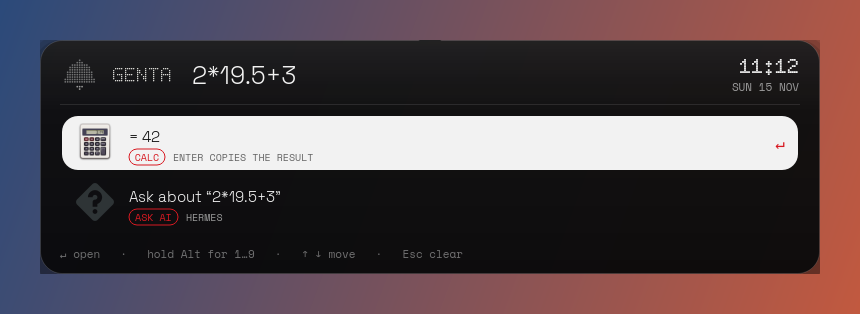 GENTA 2*19.5+3
11:12
SUN 15 NOV
= 42
CALC ENTER COPIES THE RESULT
↵
Ask about “2*19.5+3”
ASK AI HERMES
↵ open · hold Alt for 1…9 · ↑ ↓ move · Esc clear